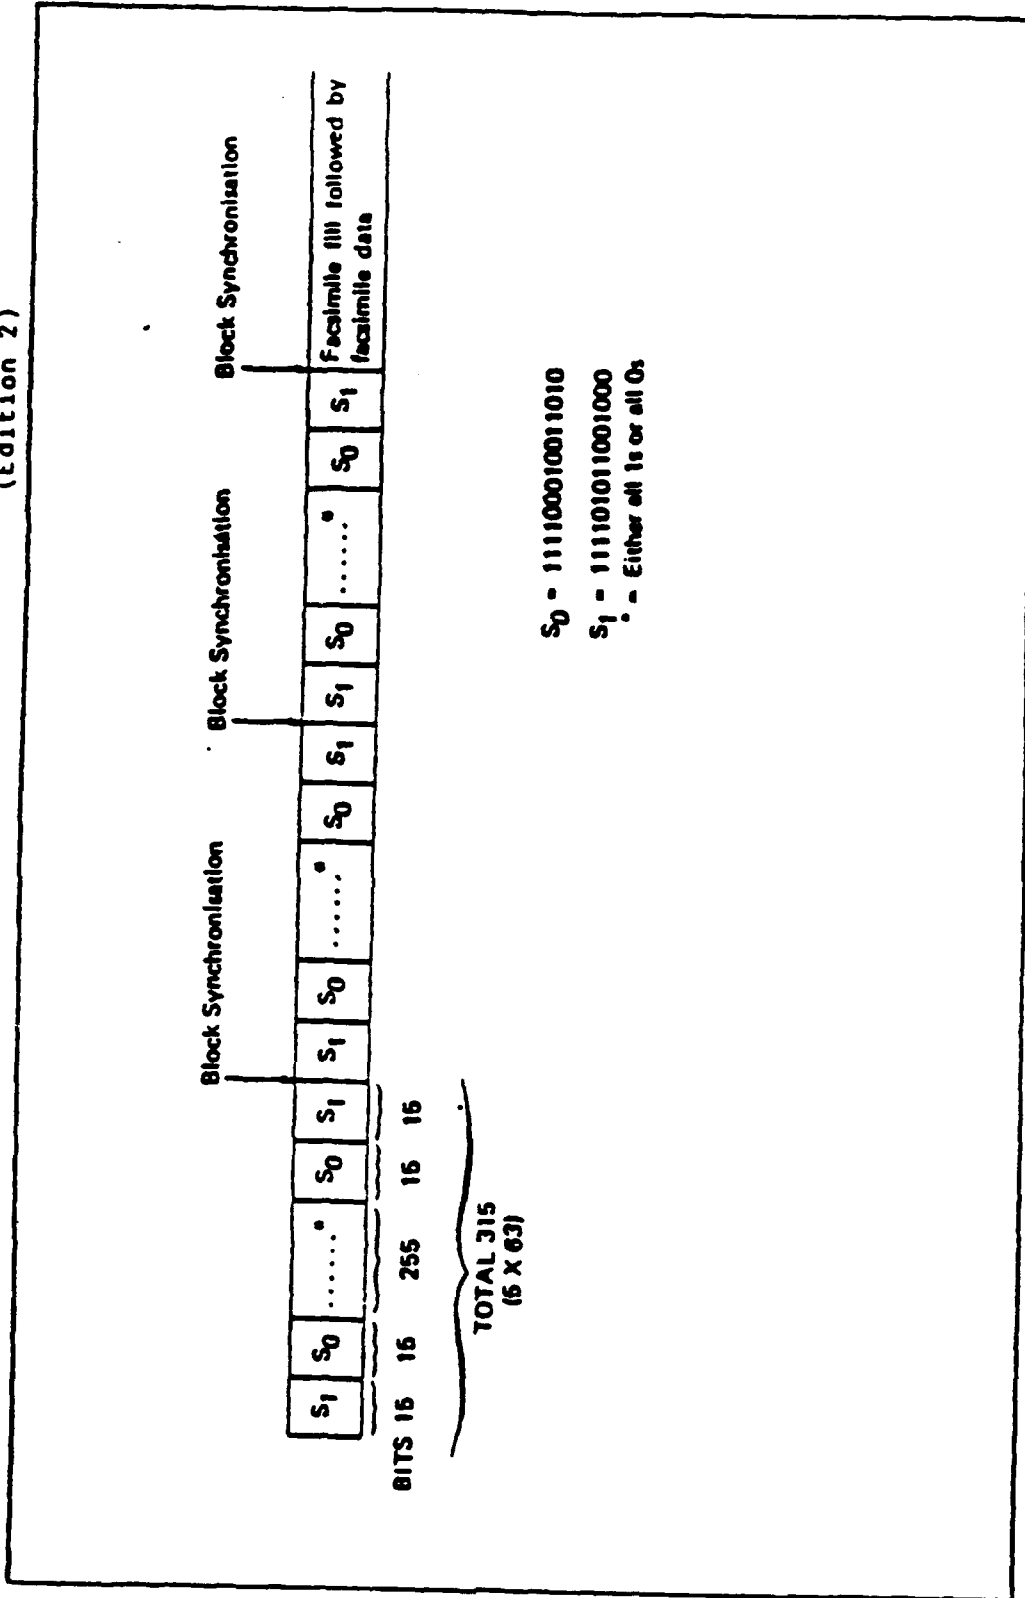 (Edition 2)
Block Synchronisation Block Synchronisation Block Synchronisation
S₁ S₀ ......* S₀ S₁ S₁ S₀ ......* S₀ S₁ S₁ S₀ ......* S₀ S₁ Facsimile fill followed by
facsimile data
BITS 15 15 255 15 15
TOTAL 315
(5 X 63)
S₀ = 111100010011010
S₁ = 111101011001000
* = Either all 1s or all 0s